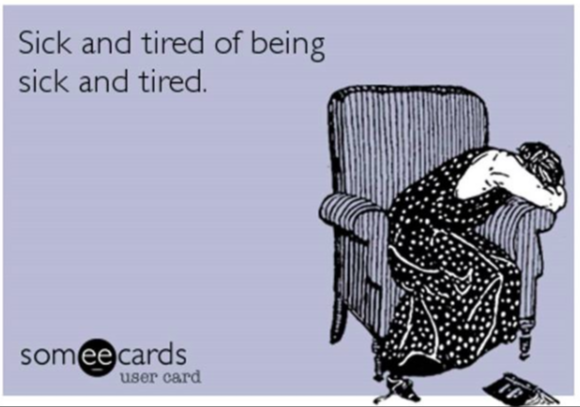 Sick and tired of being
sick and tired.
someecards
user card